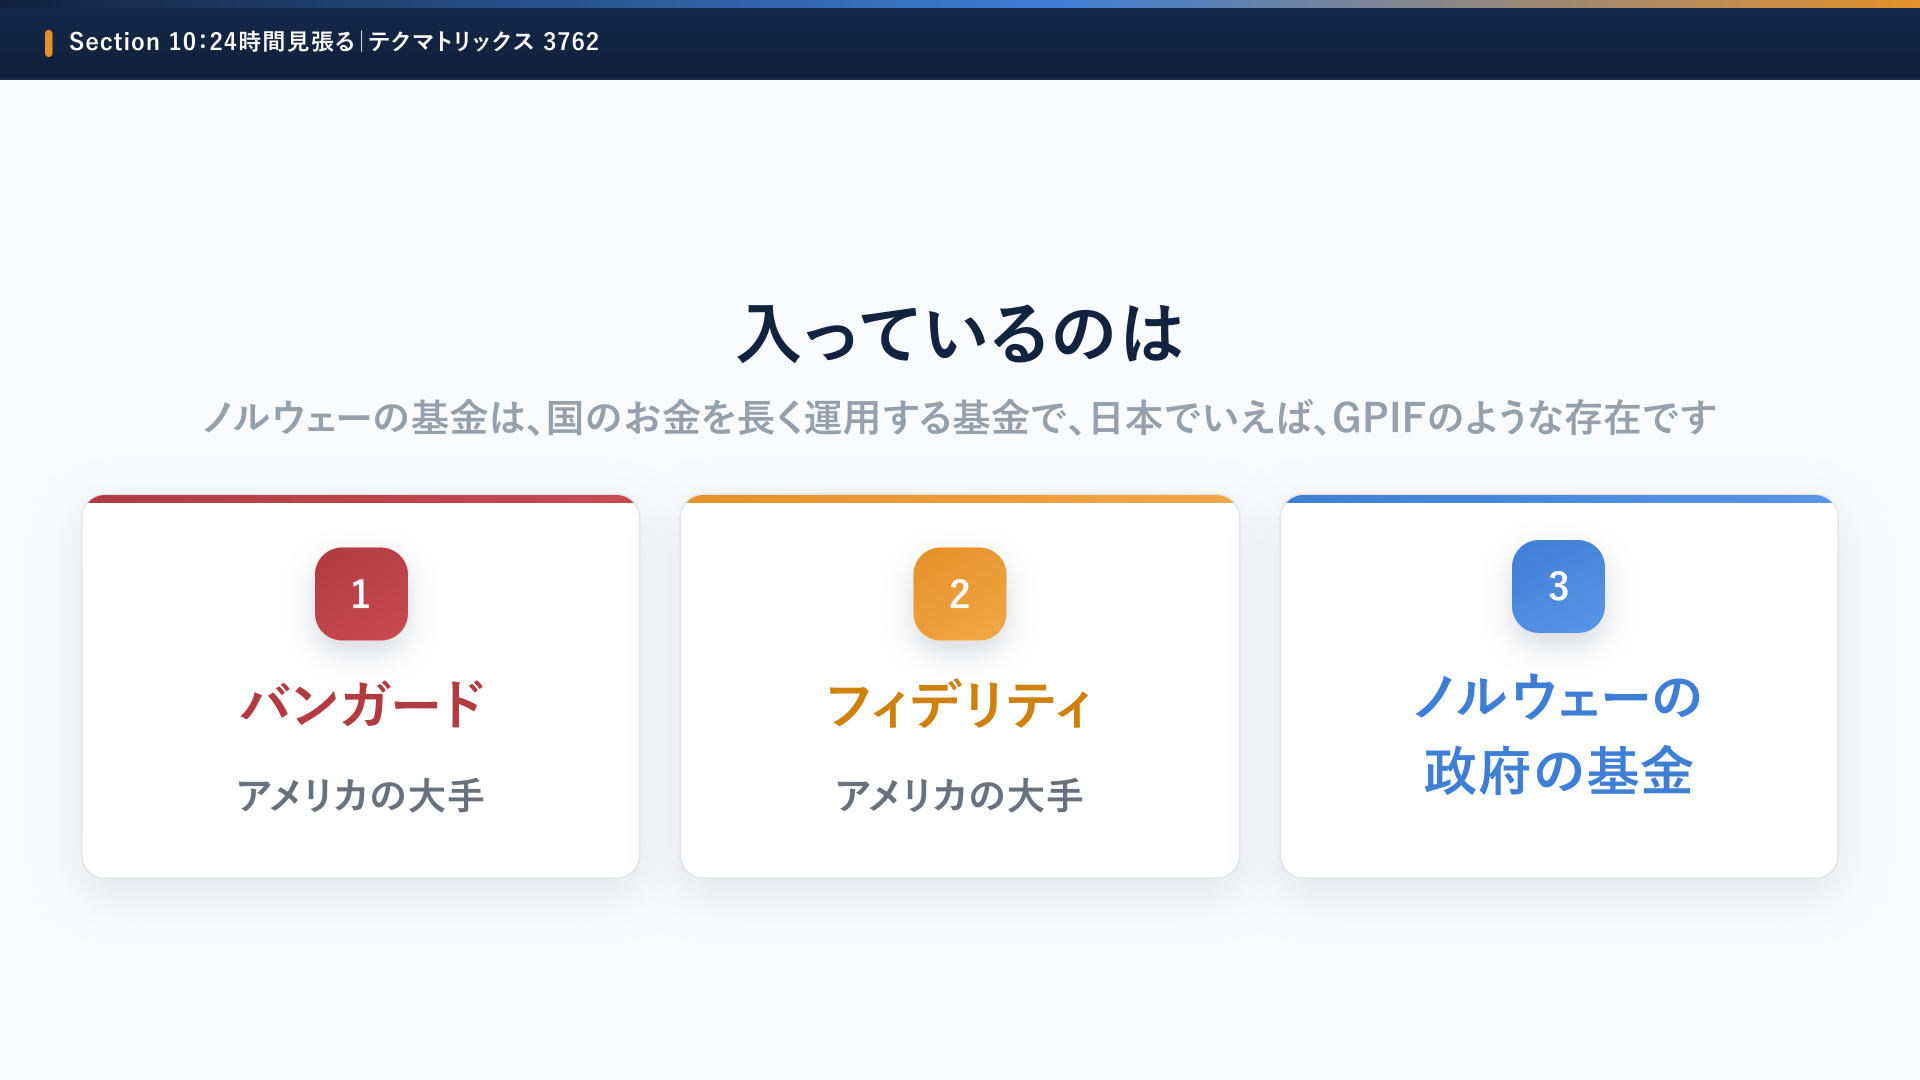 Section 10：24時間見張る｜テクマトリックス 3762
入っているのは
ノルウェーの基金は、国のお金を長く運用する基金で、日本でいえば、GPIFのような存在です
1
バンガード
アメリカの大手
2
フィデリティ
アメリカの大手
3
ノルウェーの
政府の基金